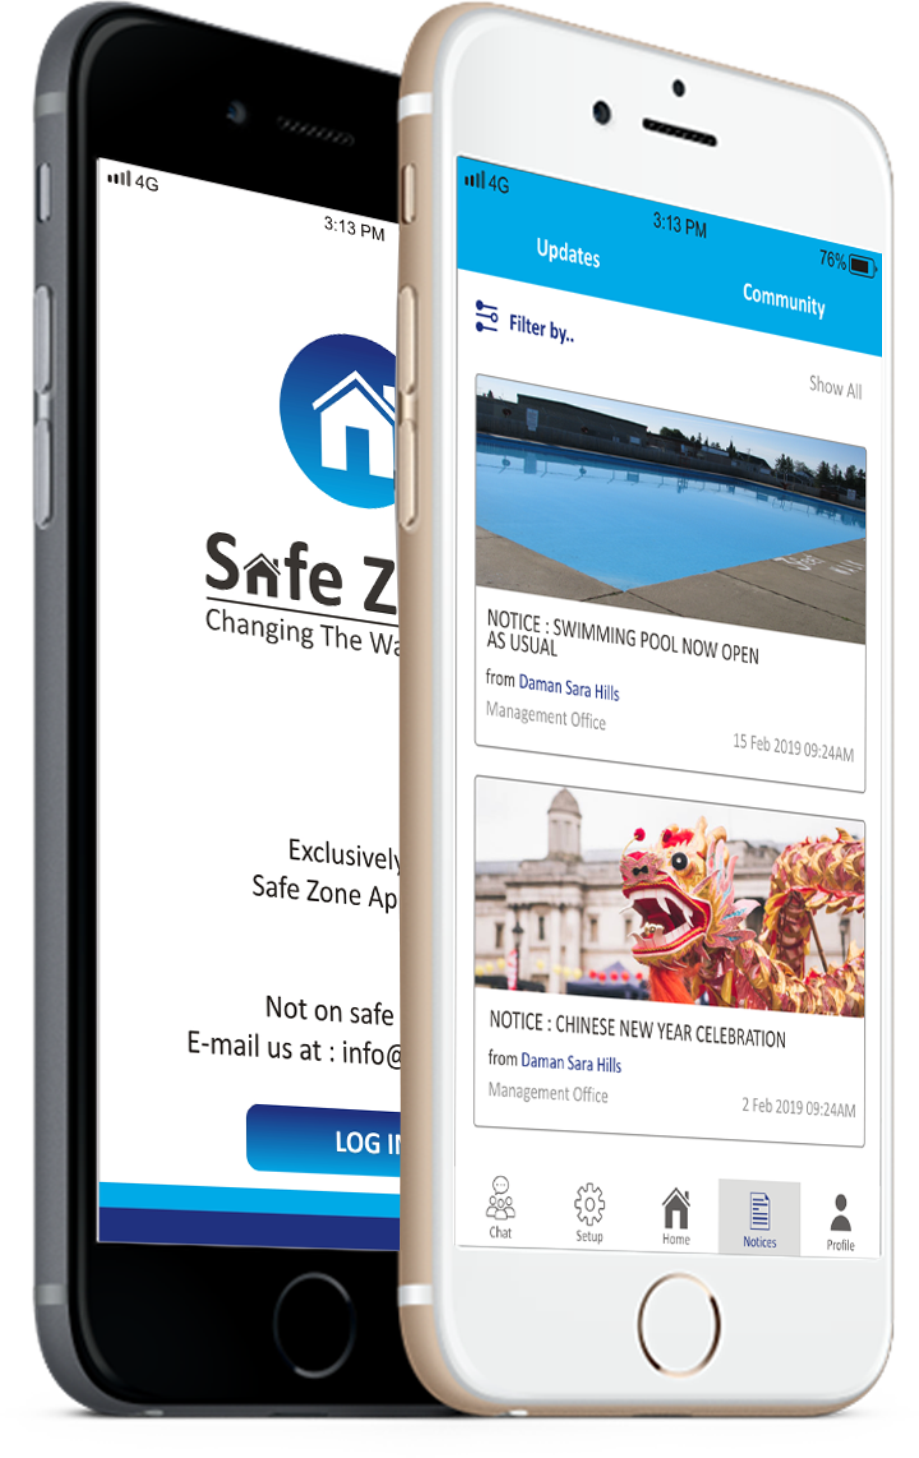 4G
3:13 PM
Safe
Changing The
Exclusively
Safe Zone
Not on safe
E-mail us at : info@
LOG
4G
3:13 PM
76%
Updates
Community
Filter by..
Show All
NOTICE : SWIMMING POOL NOW OPEN
AS USUAL
from Daman Sara Hills
Management Office
15 Feb 2019 09:24AM
NOTICE : CHINESE NEW YEAR CELEBRATION
from Daman Sara Hills
Management Office
2 Feb 2019 09:24AM
Chat
Setup
Home
Notices
Profile